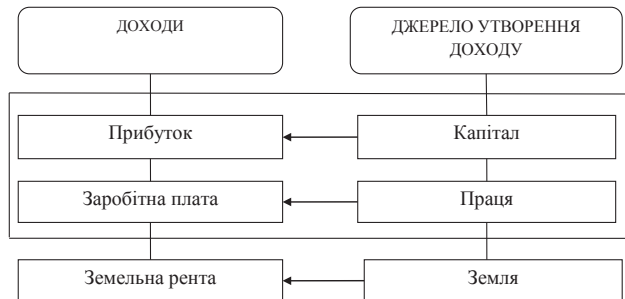 ДОХОДИ
ДЖЕРЕЛО УТВОРЕННЯ
ДОХОДУ
Прибуток
Капітал
Заробітна плата
Праця
Земельна рента
Земля